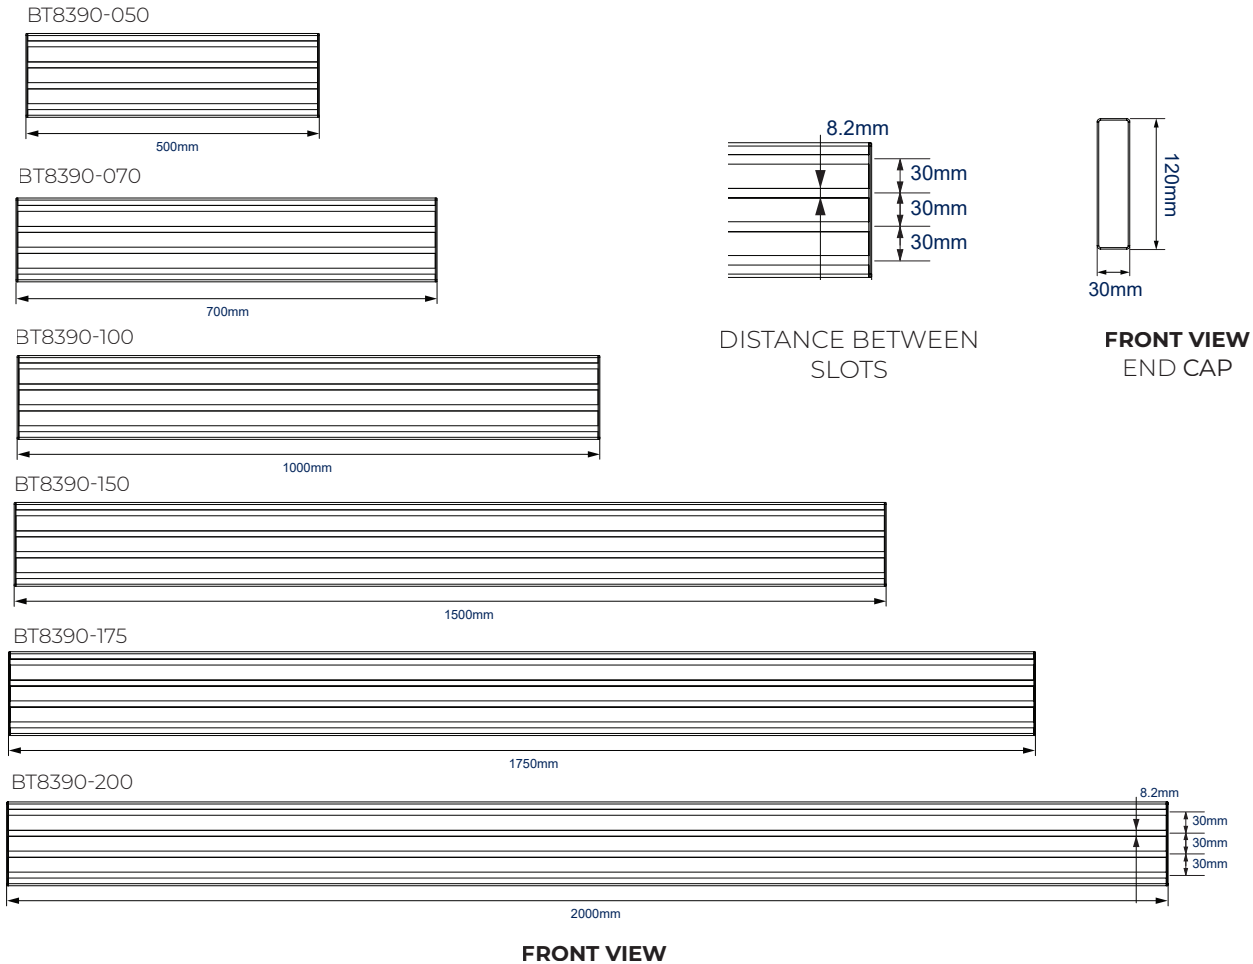 BT8390-050
500mm
BT8390-070
700mm
BT8390-100
1000mm
BT8390-150
1500mm
BT8390-175
1750mm
BT8390-200
8.2mm
30mm
30mm
30mm
2000mm
FRONT VIEW
8.2mm
30mm
30mm
30mm
DISTANCE BETWEEN
SLOTS
120mm
30mm
FRONT VIEW
END CAP